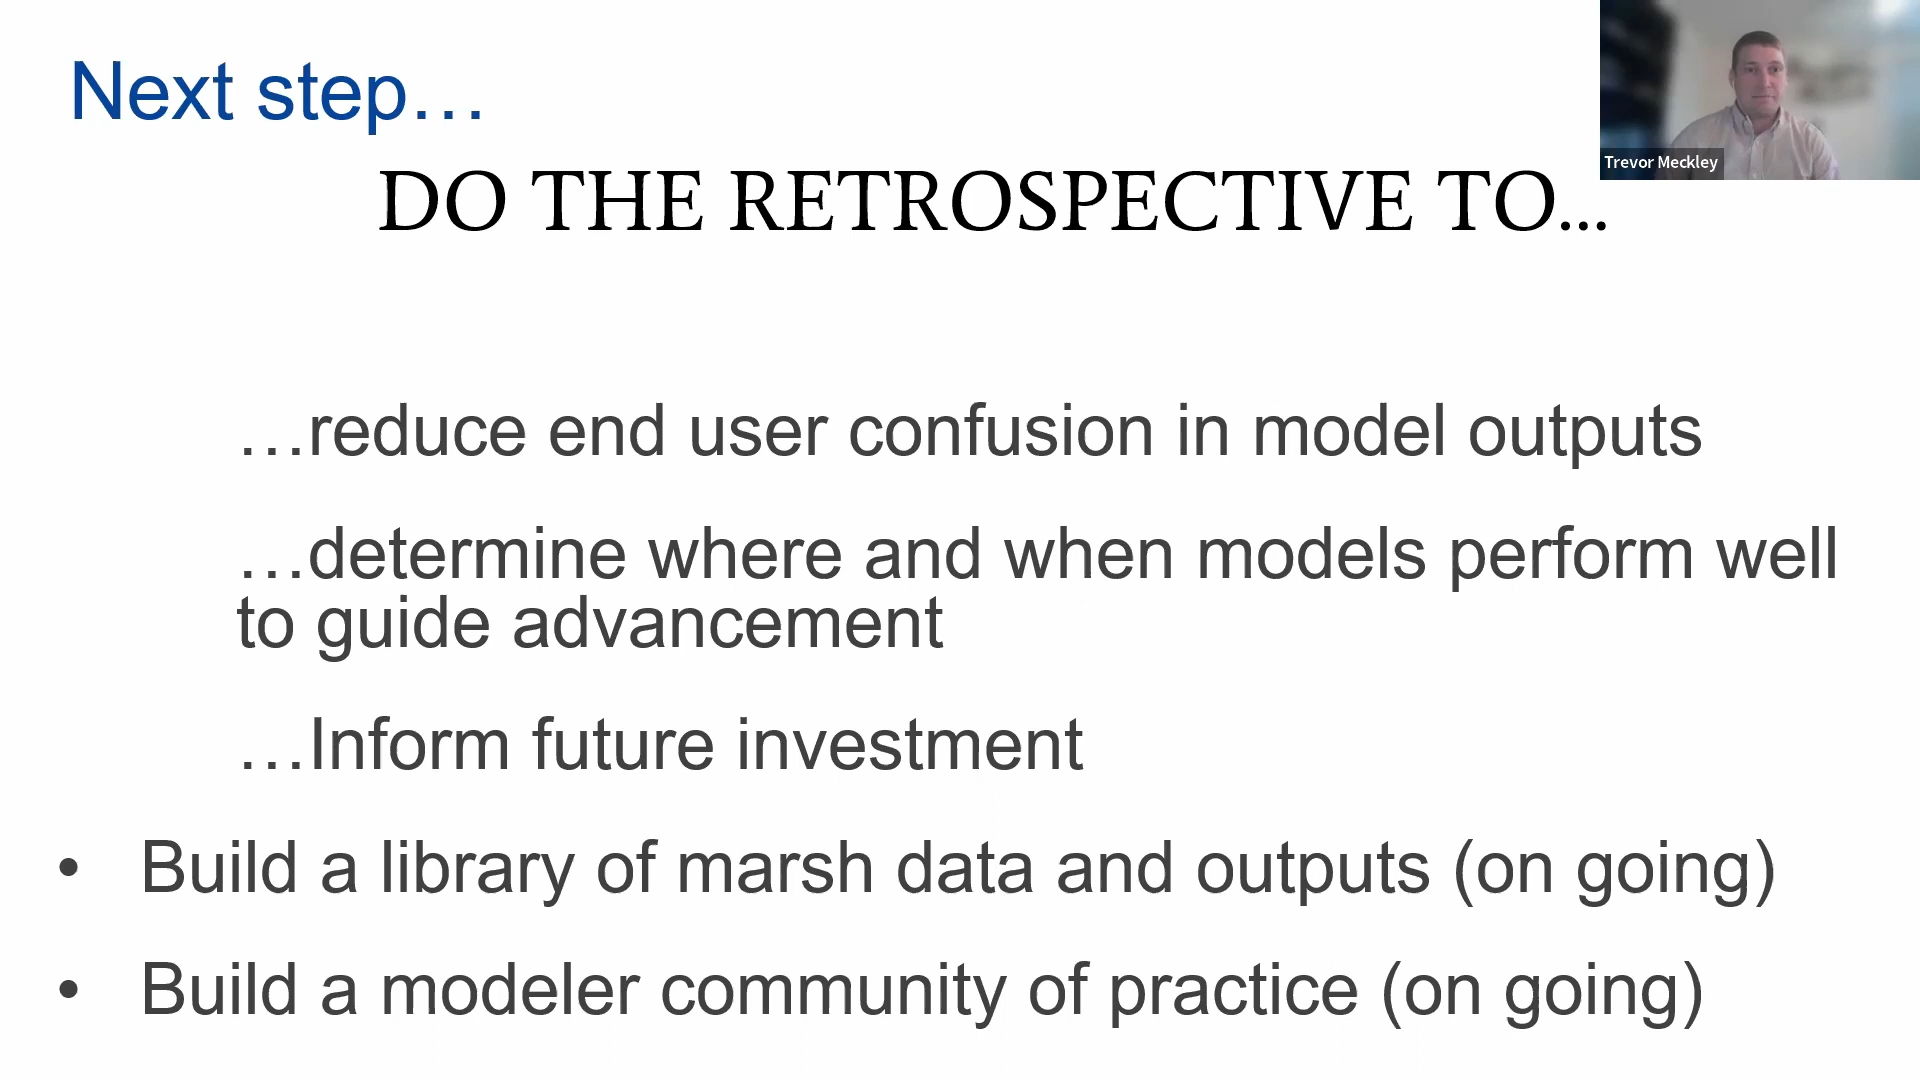 Next step…
Trevor Meckley
DO THE RETROSPECTIVE TO…
…reduce end user confusion in model outputs
…determine where and when models perform well
to guide advancement
…Inform future investment
• Build a library of marsh data and outputs (on going)
• Build a modeler community of practice (on going)